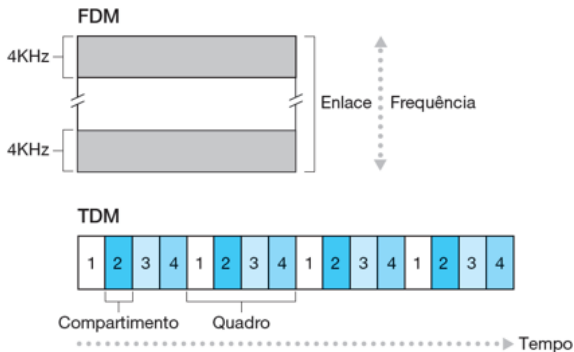 FDM
4KHz
Enlace
Frequência
4KHz
TDM
1 2 3 4 1 2 3 4 1 2 3 4 1 2 3 4
Compartimento Quadro
Tempo